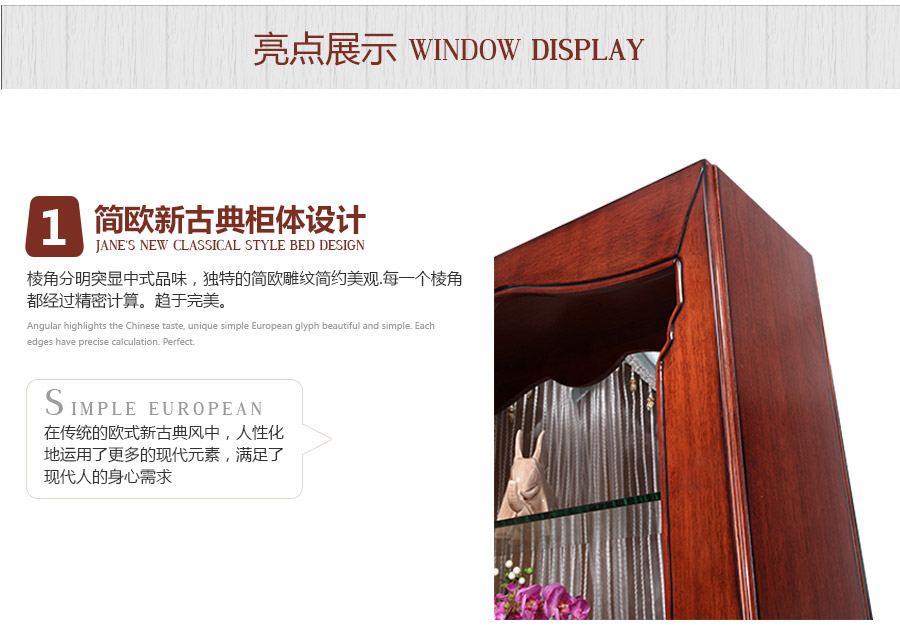 亮点展示 WINDOW DISPLAY
1
简欧新古典柜体设计
JANE'S NEW CLASSICAL STYLE BED DESIGN
棱角分明突显中式品味，独特的简欧雕纹简约美观.每一个棱角
都经过精密计算。趋于完美。
Angular highlights the Chinese taste, unique simple European glyph beautiful and simple. Each
edges have precise calculation. Perfect.
SIMPLE EUROPEAN
在传统的欧式新古典风中，人性化
地运用了更多的现代元素，满足了
现代人的身心需求